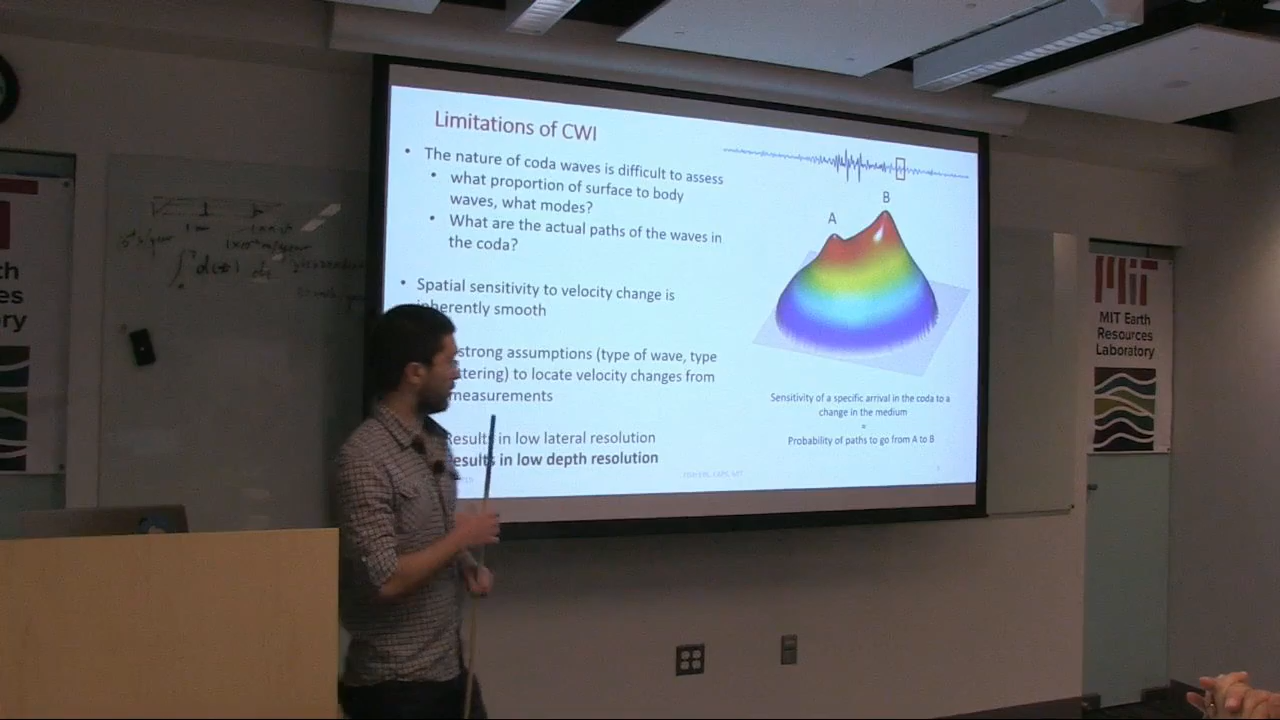 Limitations of CWI
• The nature of coda waves is difficult to assess
• what proportion of surface to body
waves, what modes?
• What are the actual paths of the waves in
the coda?
• Spatial sensitivity to velocity change is
inherently smooth
strong assumptions (type of wave, type
to locate velocity changes from
measurements
Results in low lateral resolution
Results in low depth resolution
A
B
Sensitivity of a specific arrival in the coda to a
change in the medium
=
Probability of paths to go from A to B
MIT
MIT Earth
Resources
Laboratory
th
es
ry